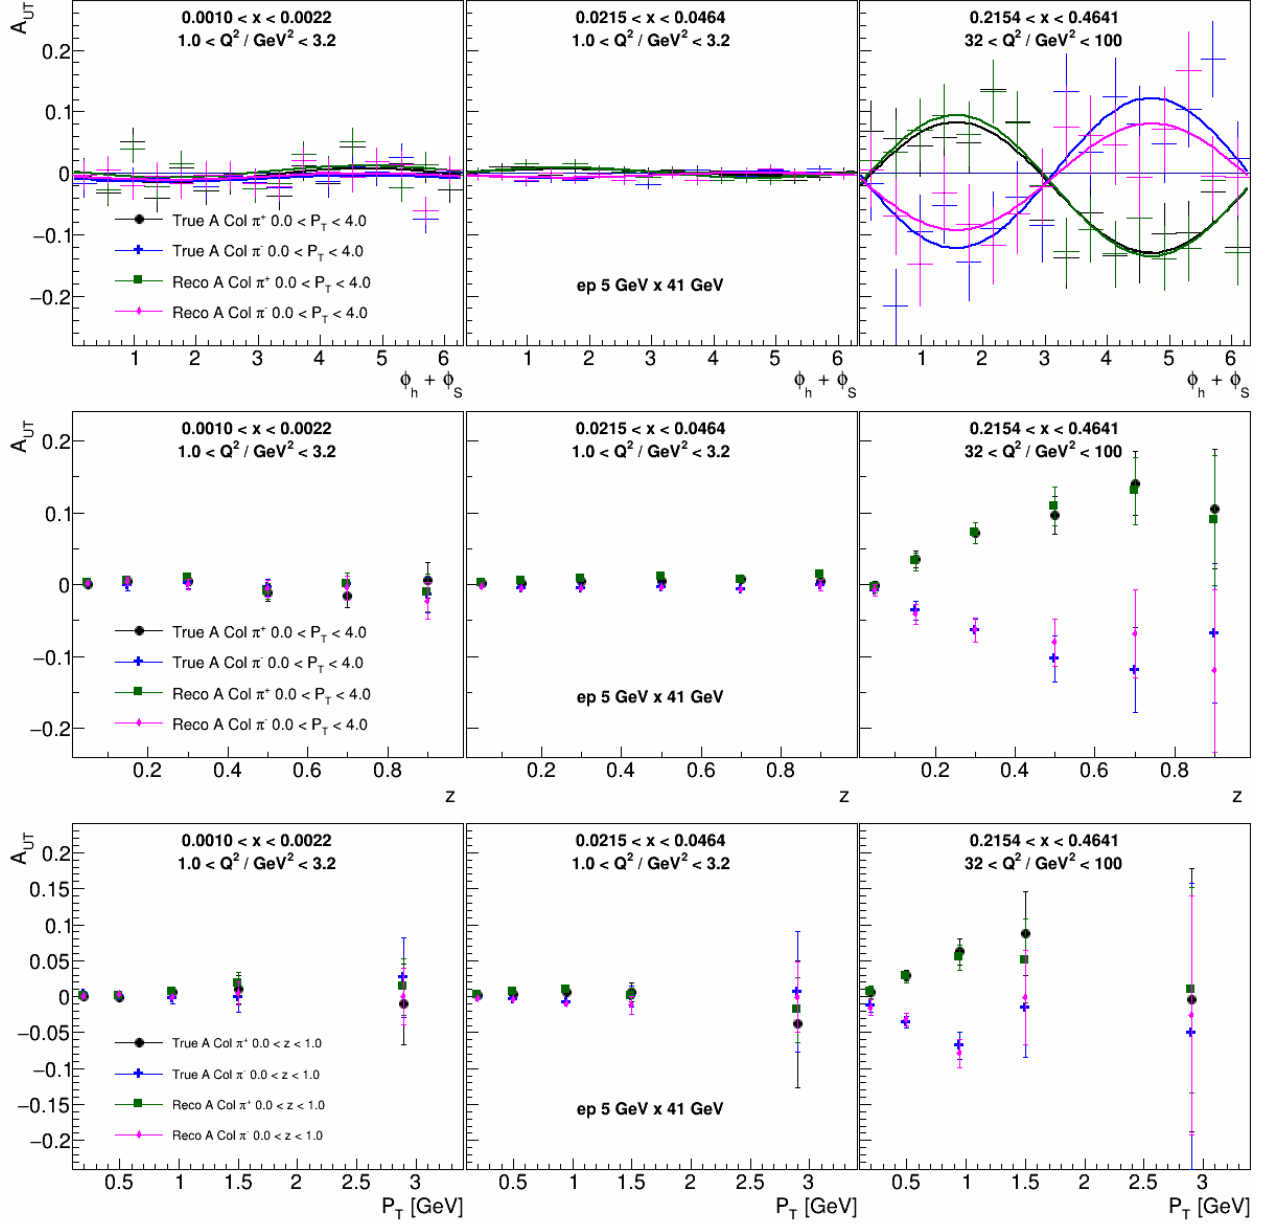 A_UT
0.0010 < x < 0.0022
1.0 < Q² / GeV² < 3.2
0.0215 < x < 0.0464
1.0 < Q² / GeV² < 3.2
0.2154 < x < 0.4641
32 < Q² / GeV² < 100
0.2
0.1
0
−0.1
−0.2
True A Col π⁺ 0.0 < P_T < 4.0
True A Col π⁻ 0.0 < P_T < 4.0
Reco A Col π⁺ 0.0 < P_T < 4.0
Reco A Col π⁻ 0.0 < P_T < 4.0
ep 5 GeV x 41 GeV
1 2 3 4 5 6
1 2 3 4 5 6
1 2 3 4 5 6
ϕ_h + ϕ_S
ϕ_h + ϕ_S
ϕ_h + ϕ_S
A_UT
0.0010 < x < 0.0022
1.0 < Q² / GeV² < 3.2
0.0215 < x < 0.0464
1.0 < Q² / GeV² < 3.2
0.2154 < x < 0.4641
32 < Q² / GeV² < 100
0.2
0.1
0
−0.1
−0.2
True A Col π⁺ 0.0 < P_T < 4.0
True A Col π⁻ 0.0 < P_T < 4.0
Reco A Col π⁺ 0.0 < P_T < 4.0
Reco A Col π⁻ 0.0 < P_T < 4.0
ep 5 GeV x 41 GeV
0.2 0.4 0.6 0.8
0.2 0.4 0.6 0.8
0.2 0.4 0.6 0.8
z
z
z
A_UT
0.0010 < x < 0.0022
1.0 < Q² / GeV² < 3.2
0.0215 < x < 0.0464
1.0 < Q² / GeV² < 3.2
0.2154 < x < 0.4641
32 < Q² / GeV² < 100
0.2
0.15
0.1
0.05
0
−0.05
−0.1
−0.15
−0.2
True A Col π⁺ 0.0 < z < 1.0
True A Col π⁻ 0.0 < z < 1.0
Reco A Col π⁺ 0.0 < z < 1.0
Reco A Col π⁻ 0.0 < z < 1.0
ep 5 GeV x 41 GeV
0.5 1 1.5 2 2.5 3
0.5 1 1.5 2 2.5 3
0.5 1 1.5 2 2.5 3
P_T [GeV]
P_T [GeV]
P_T [GeV]